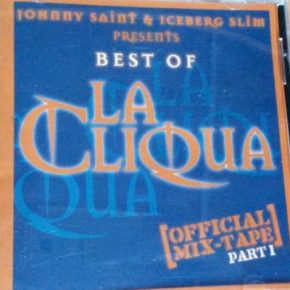 JOHNNY SAINT & ICEBERG SLIM
PRESENTS
BEST OF
LA
CLIQUA
[OFFICIAL
MIX-TAPE]
PART 1